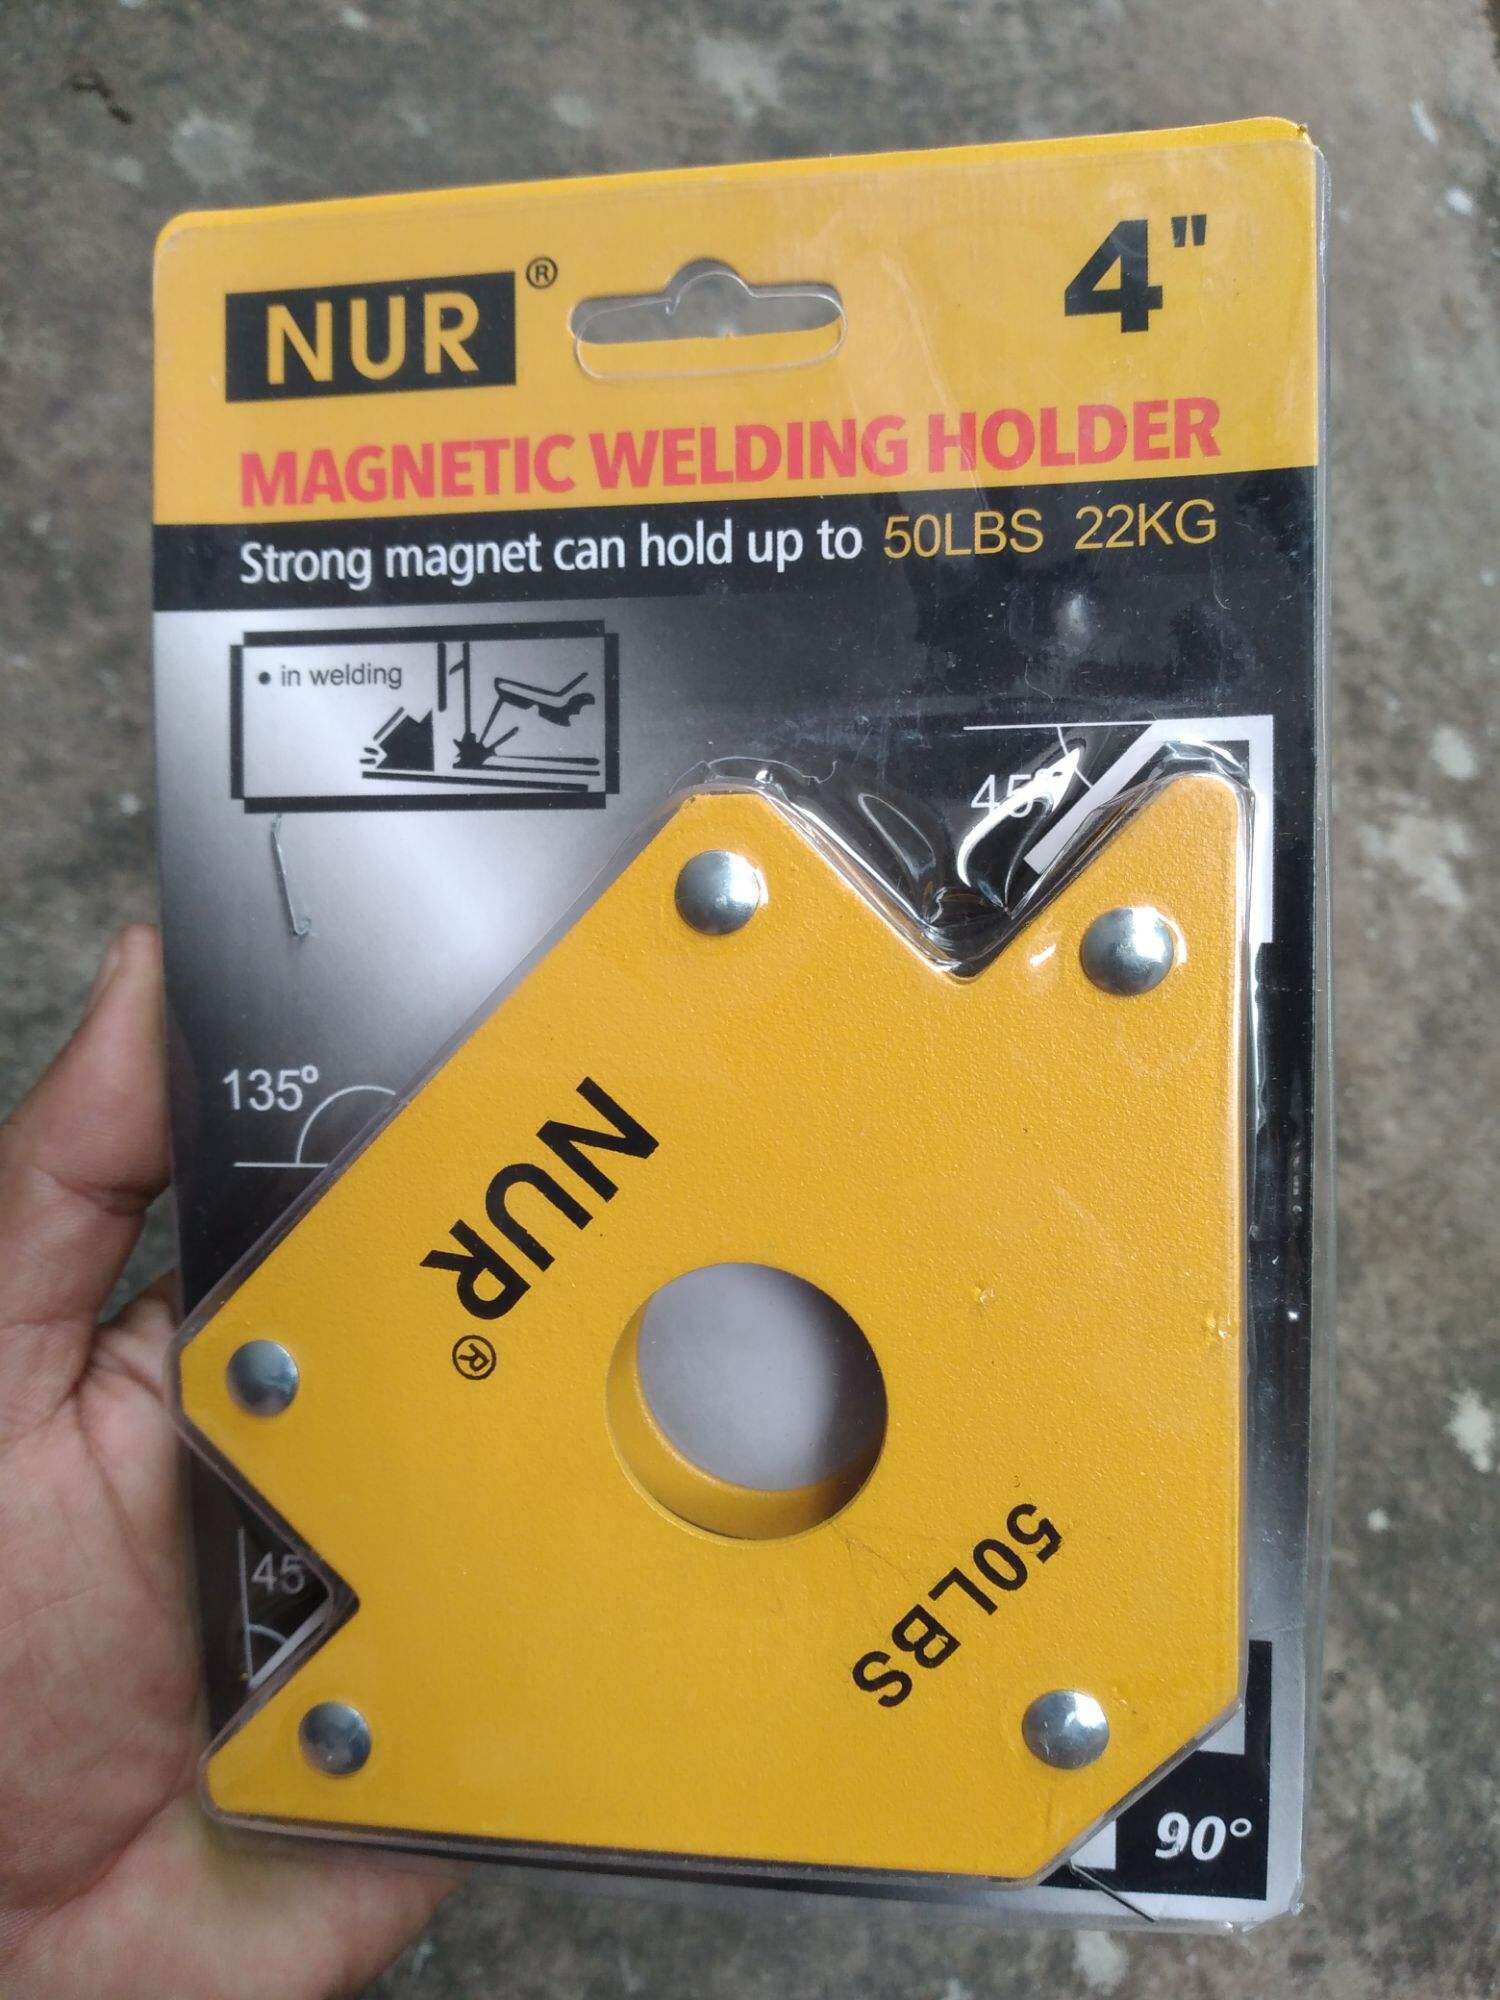 NUR ®
4"
MAGNETIC WELDING HOLDER
Strong magnet can hold up to 50LBS 22KG
• in welding
45°
135°
NUR ®
50LBS
45
90°